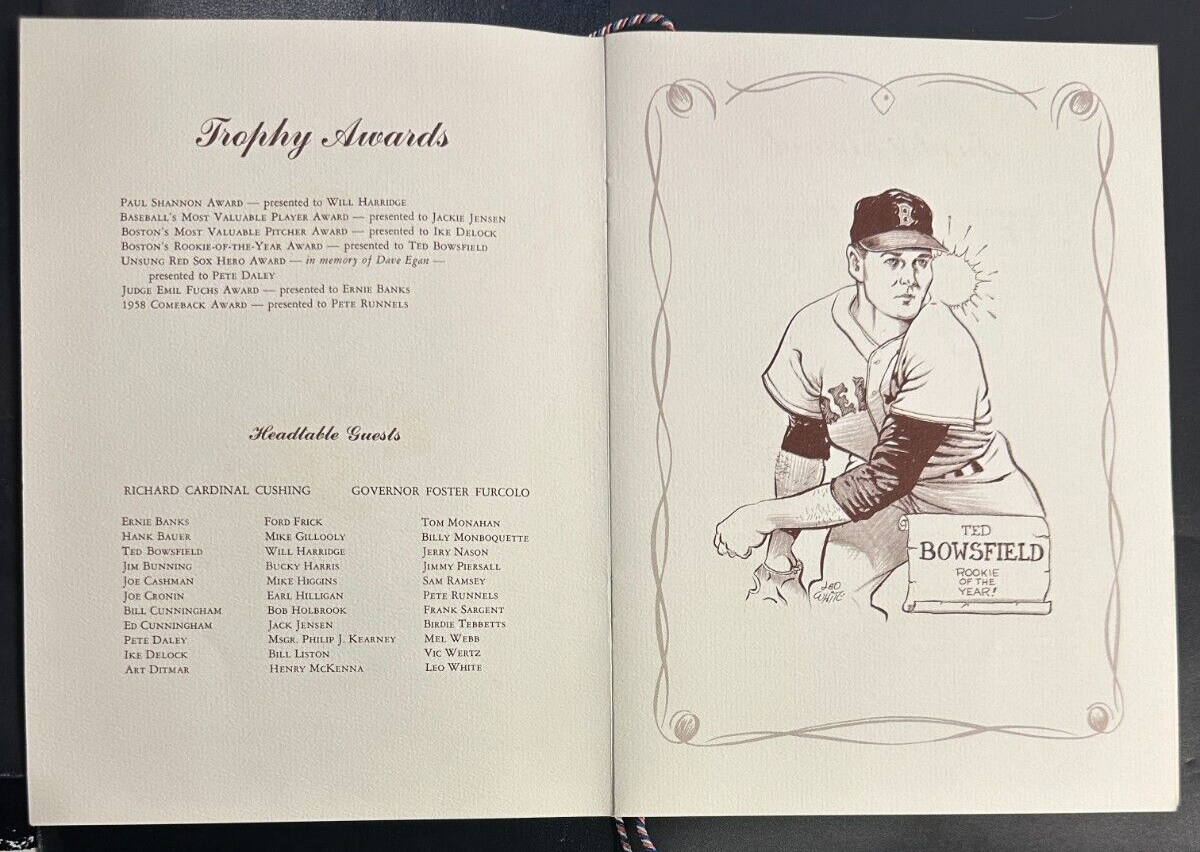 Trophy Awards
PAUL SHANNON AWARD — presented to WILL HARRIDGE
BASEBALL'S MOST VALUABLE PLAYER AWARD — presented to JACKIE JENSEN
BOSTON'S MOST VALUABLE PITCHER AWARD — presented to IKE DELOCK
BOSTON'S ROOKIE-OF-THE-YEAR AWARD — presented to TED BOWSFIELD
UNSUNG RED SOX HERO AWARD — in memory of Dave Egan —
presented to PETE DALEY
JUDGE EMIL FUCHS AWARD — presented to ERNIE BANKS
1958 COMEBACK AWARD — presented to PETE RUNNELS
Headtable Guests
RICHARD CARDINAL CUSHING GOVERNOR FOSTER FURCOLO
ERNIE BANKS
HANK BAUER
TED BOWSFIELD
JIM BUNNING
JOE CASHMAN
JOE CRONIN
BILL CUNNINGHAM
ED CUNNINGHAM
PETE DALEY
IKE DELOCK
ART DITMAR
FORD FRICK
MIKE GILLOOLY
WILL HARRIDGE
BUCKY HARRIS
MIKE HIGGINS
EARL HILLIGAN
BOB HOLBROOK
JACK JENSEN
MSGR. PHILIP J. KEARNEY
BILL LISTON
HENRY MCKENNA
TOM MONAHAN
BILLY MONBOQUETTE
JERRY NASON
JIMMY PIERSALL
SAM RAMSEY
PETE RUNNELS
FRANK SARGENT
BIRDIE TEBBETTS
MEL WEBB
VIC WERTZ
LEO WHITE
B
RED
TED
BOWSFIELD
ROOKIE
OF THE
YEAR!
LEO
WHITE